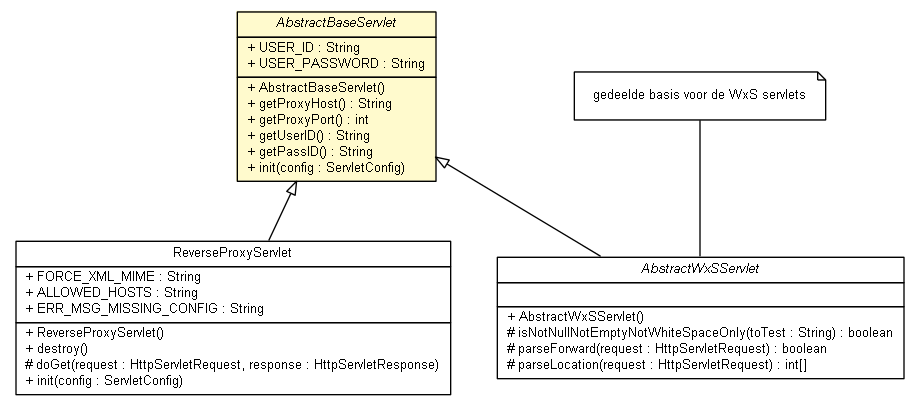 AbstractBaseServlet
+ USER_ID : String
+ USER_PASSWORD : String
+ AbstractBaseServlet()
+ getProxyHost() : String
+ getProxyPort() : int
+ getUserID() : String
+ getPassID() : String
+ init(config : ServletConfig)
gedeelde basis voor de WxS servlets
ReverseProxyServlet
+ FORCE_XML_MIME : String
+ ALLOWED_HOSTS : String
+ ERR_MSG_MISSING_CONFIG : String
+ ReverseProxyServlet()
+ destroy()
# doGet(request : HttpServletRequest, response : HttpServletResponse)
+ init(config : ServletConfig)
AbstractWxSServlet
+ AbstractWxSServlet()
# isNotNullNotEmptyNotWhiteSpaceOnly(toTest : String) : boolean
# parseForward(request : HttpServletRequest) : boolean
# parseLocation(request : HttpServletRequest) : int[]